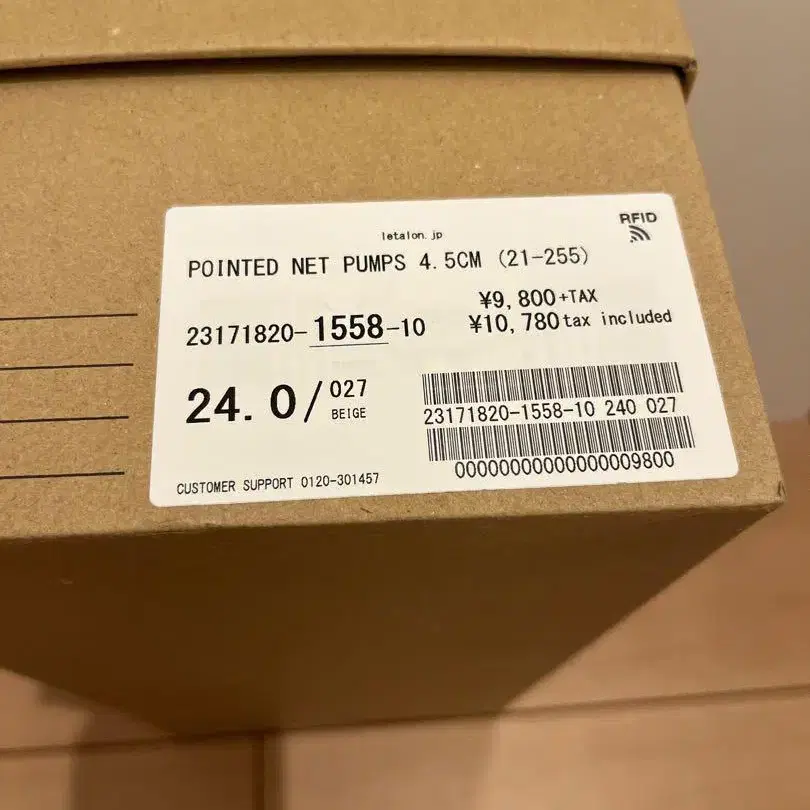 RFID
letalon.jp
POINTED NET PUMPS 4.5CM (21-255)
¥9,800+TAX
23171820-1558-10 ¥10,780 tax included
24.0/027
BEIGE
23171820-1558-10 240 027
00000000000000009800
CUSTOMER SUPPORT 0120-301457